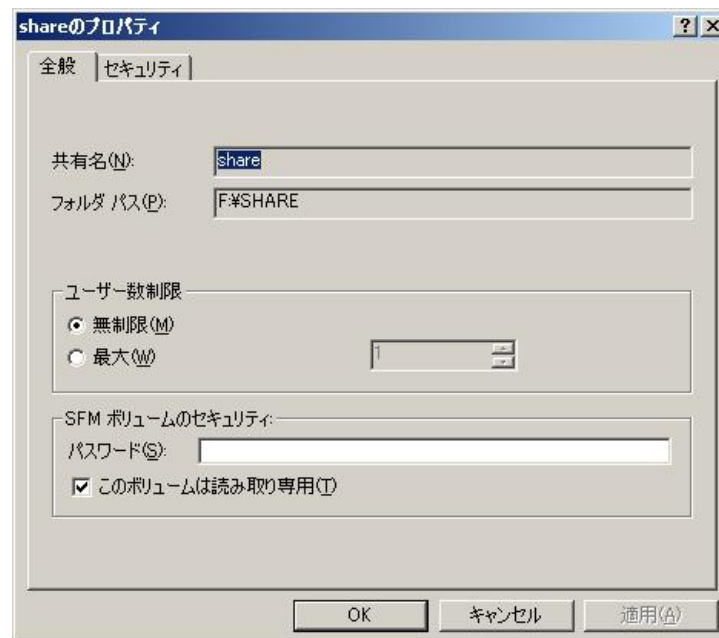 shareのプロパティ
全般 セキュリティ
共有名(N): share
フォルダ パス(P): F:¥SHARE
ユーザー数制限
無制限(M)
最大(W) 1
SFM ボリュームのセキュリティ:
パスワード(S):
このボリュームは読み取り専用(T)
OK キャンセル 適用(A)